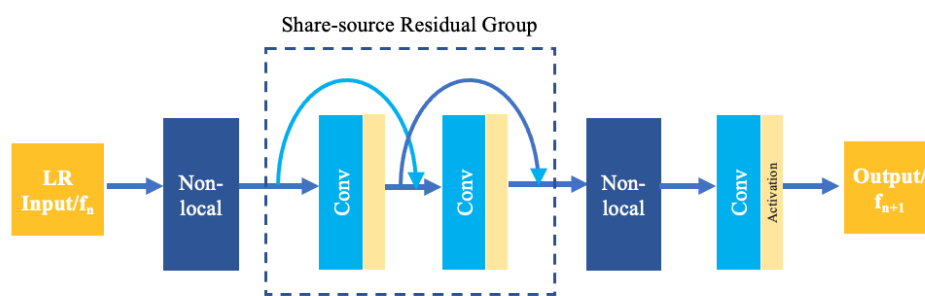 Share-source Residual Group
LR
Input/fn
Non-
local
Conv
Conv
Non-
local
Conv
Activation
Output/
fn+1